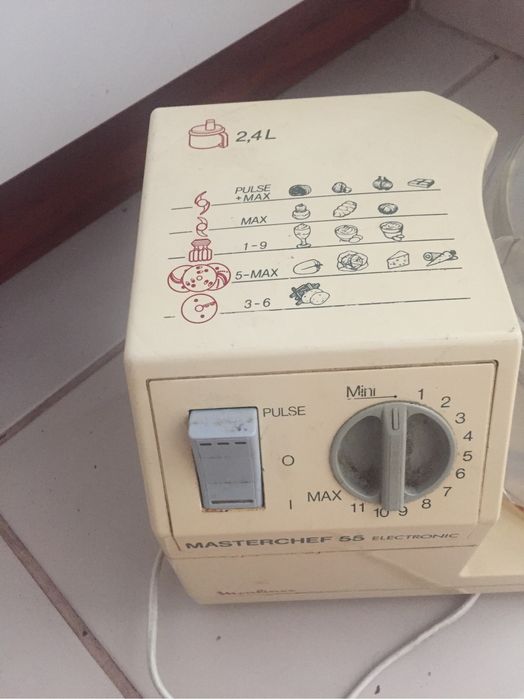 2,4L
PULSE
+MAX
MAX
1-9
5-MAX
3-6
PULSE
O
I
Mini
1
2
3
4
5
6
7
8
9
10
11
MAX
MASTERCHEF 55 ELECTRONIC
Moulinex